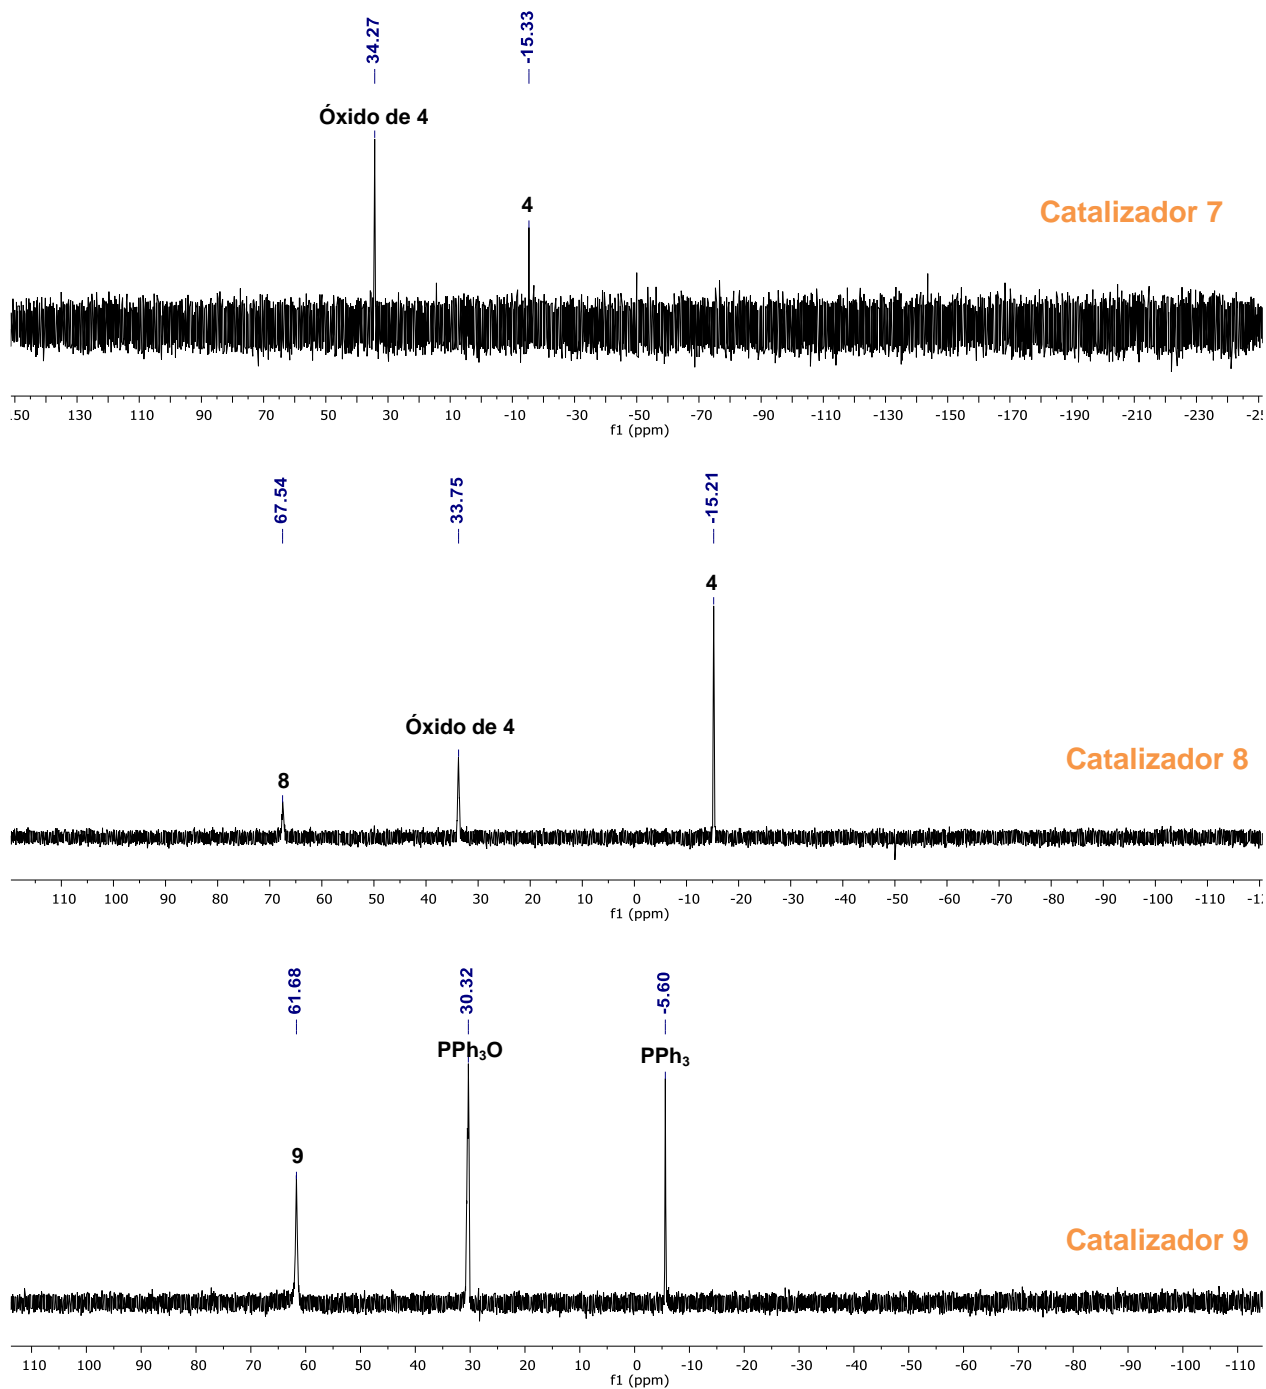 34.27 -15.33
Óxido de 4
4
Catalizador 7
150 130 110 90 70 50 30 10 -10 -30 -50 -70 -90 -110 -130 -150 -170 -190 -210 -230 -25
f1 (ppm)
67.54 33.75 -15.21
4
Óxido de 4
8
Catalizador 8
110 100 90 80 70 60 50 40 30 20 10 0 -10 -20 -30 -40 -50 -60 -70 -80 -90 -100 -110 -12
f1 (ppm)
61.68 30.32 -5.60
PPh₃O PPh₃
9
Catalizador 9
110 100 90 80 70 60 50 40 30 20 10 0 -10 -20 -30 -40 -50 -60 -70 -80 -90 -100 -110
f1 (ppm)